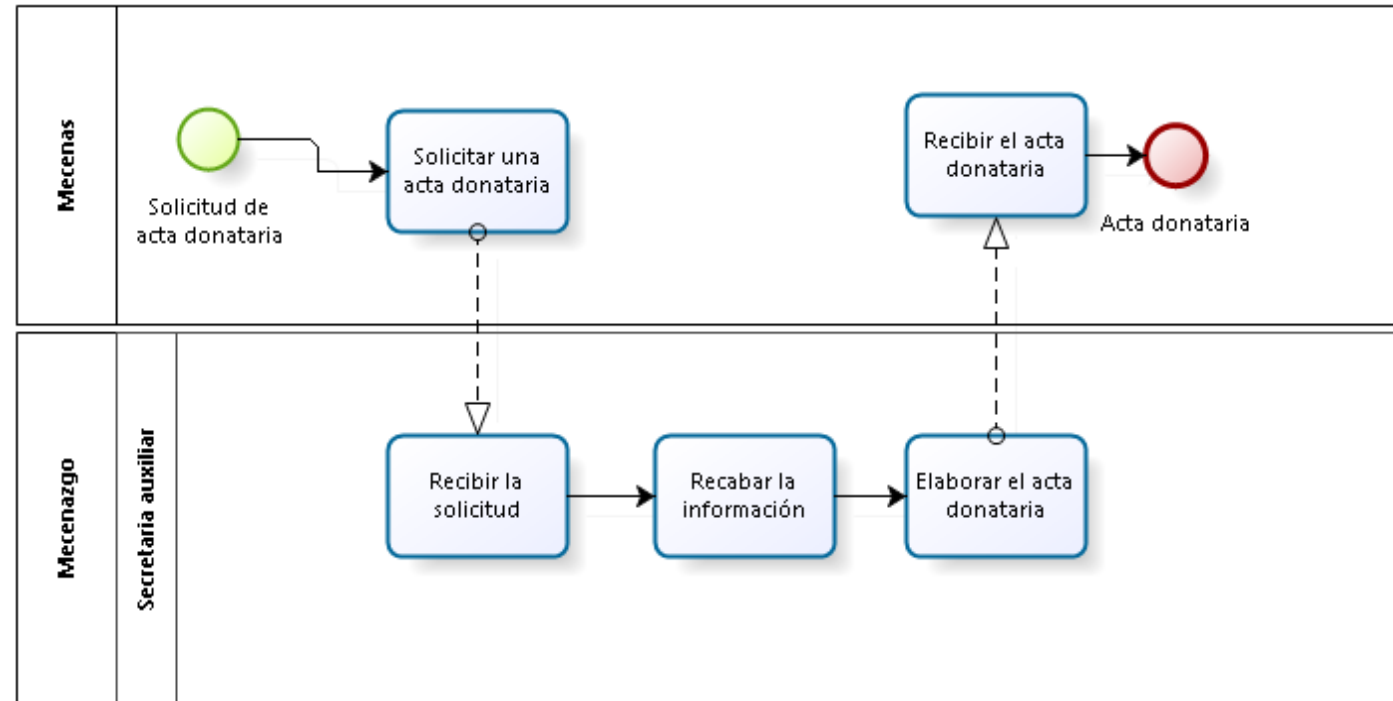 Mecenas
Solicitud de
acta donataria
Solicitar una
acta donataria
Recibir el acta
donataria
Acta donataria
Mecenazgo
Secretaria auxiliar
Recibir la
solicitud
Recabar la
información
Elaborar el acta
donataria